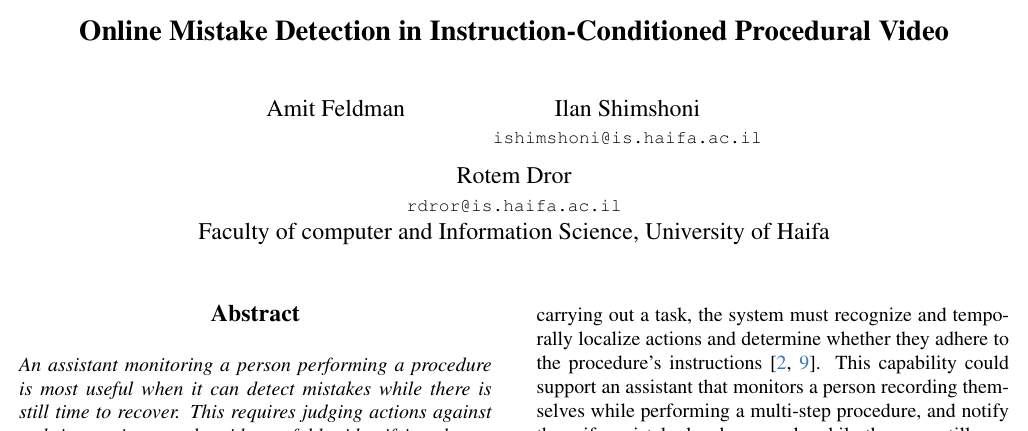 Online Mistake Detection in Instruction-Conditioned Procedural Video
Amit Feldman
Ilan Shimshoni
ishimshoni@is.haifa.ac.il
Rotem Dror
rdror@is.haifa.ac.il
Faculty of computer and Information Science, University of Haifa
Abstract
An assistant monitoring a person performing a procedure
is most useful when it can detect mistakes while there is
still time to recover. This requires judging actions against
carrying out a task, the system must recognize and tempo-
rally localize actions and determine whether they adhere to
the procedure's instructions [2, 9]. This capability could
support an assistant that monitors a person recording them-
selves while performing a multi-step procedure, and notify